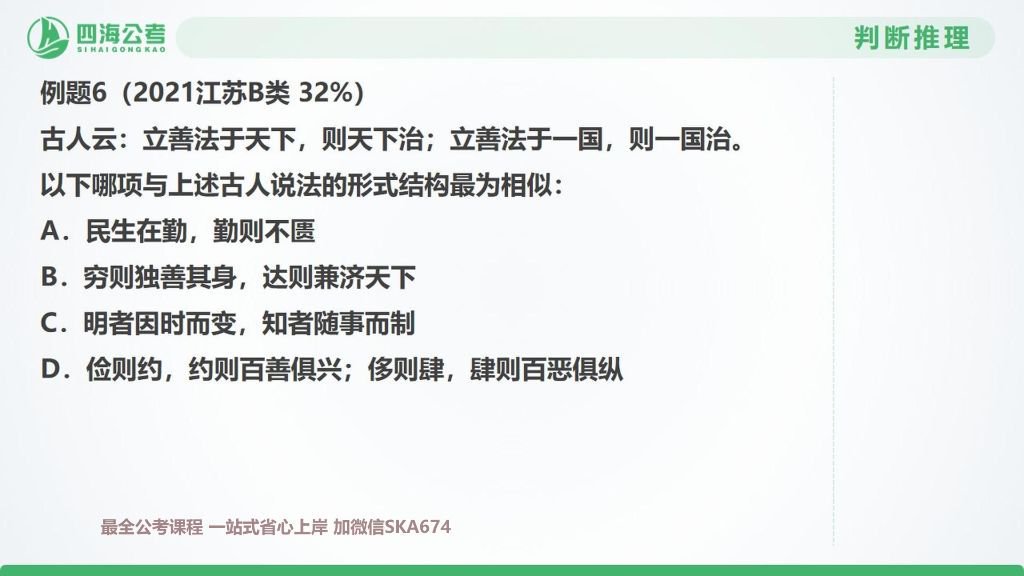 四海公考
SIHAIGONGKAO
判断推理
例题6（2021江苏B类 32%）
古人云：立善法于天下，则天下治；立善法于一国，则一国治。
以下哪项与上述古人说法的形式结构最为相似：
A．民生在勤，勤则不匮
B．穷则独善其身，达则兼济天下
C．明者因时而变，知者随事而制
D．俭则约，约则百善俱兴；侈则肆，肆则百恶俱纵
最全公考课程 一站式省心上岸 加微信SKA674